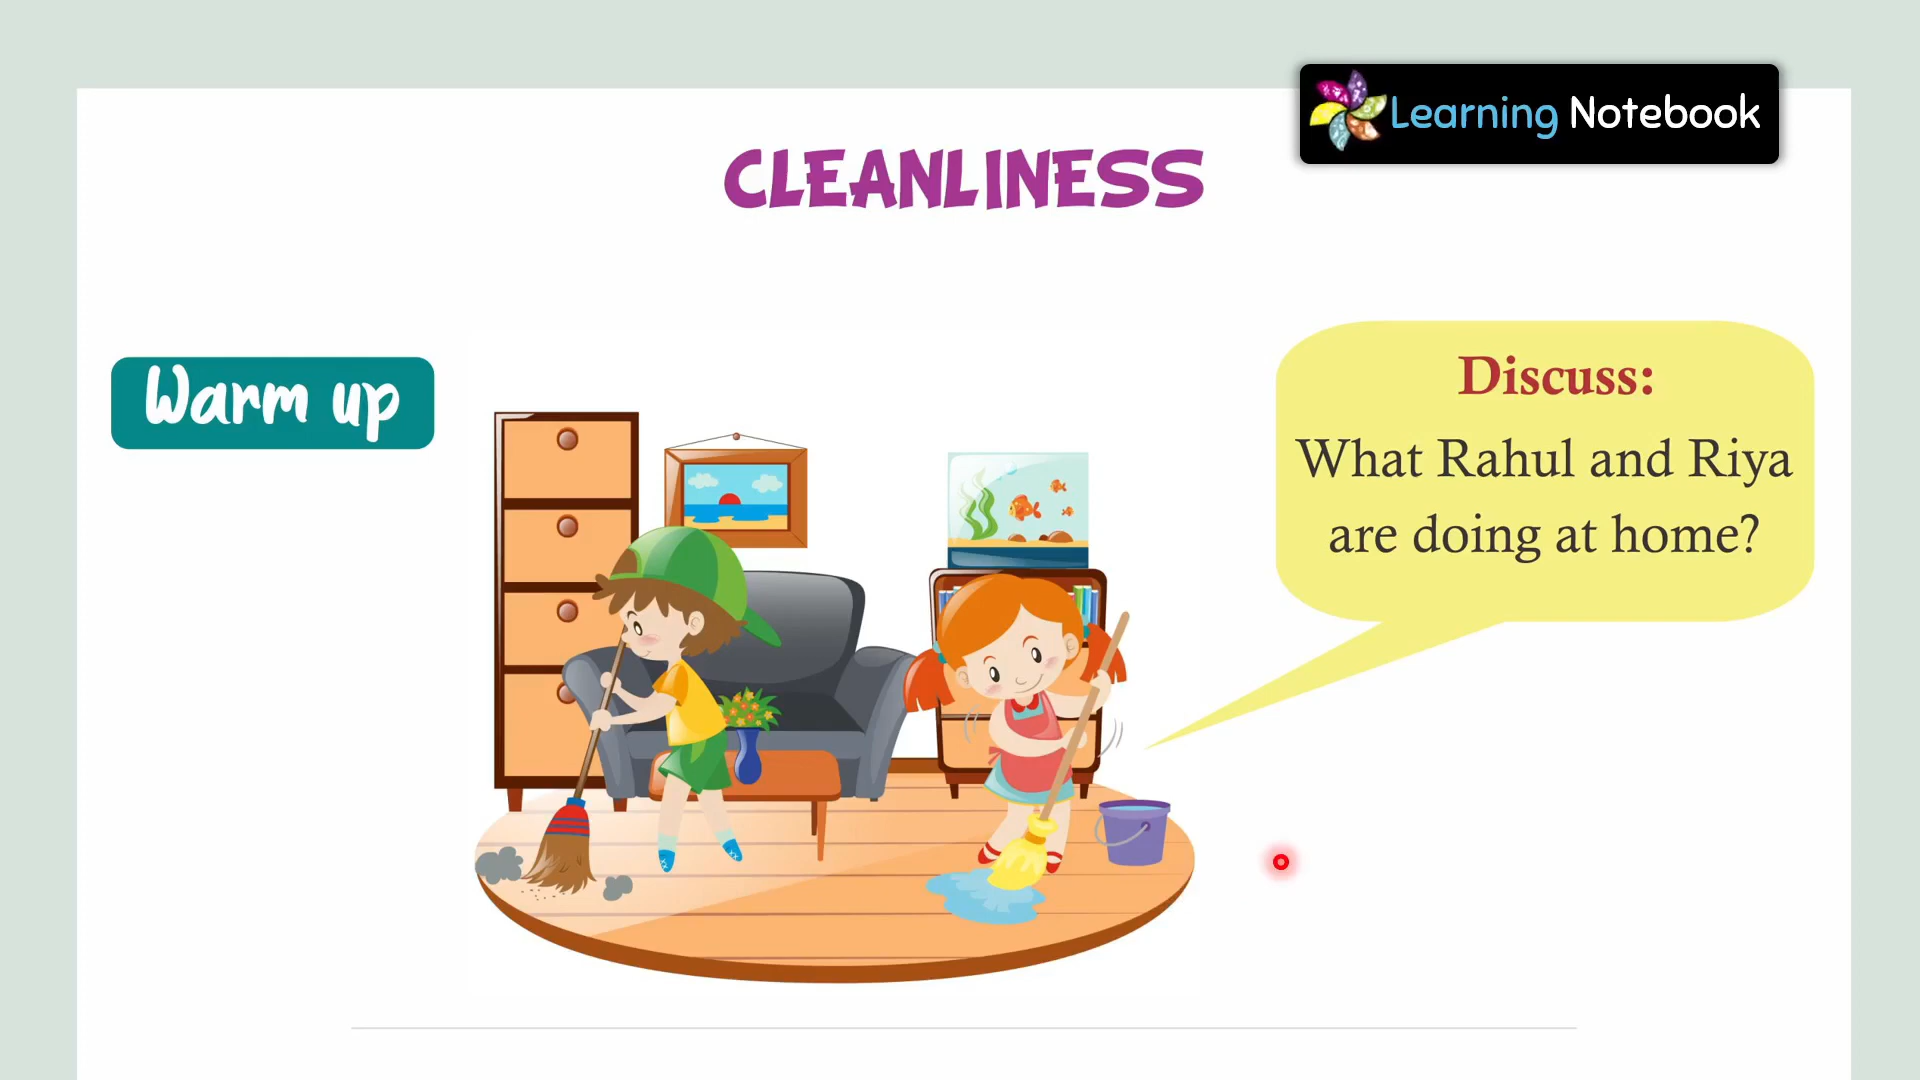 Learning Notebook
CLEANLINESS
Warm up
Discuss:
What Rahul and Riya
are doing at home?